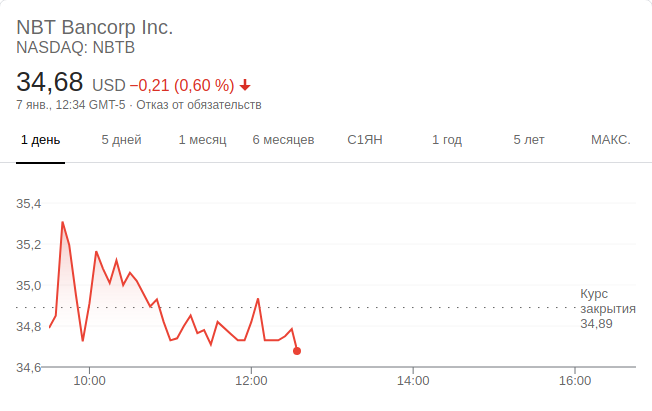 NBT Bancorp Inc.
NASDAQ: NBTB
34,68 USD −0,21 (0,60 %)
7 янв., 12:34 GMT-5 · Отказ от обязательств
1 день 5 дней 1 месяц 6 месяцев С1ЯН 1 год 5 лет МАКС.
35,4
35,2
35,0
34,8
34,6
Курс
закрытия
34,89
10:00 12:00 14:00 16:00